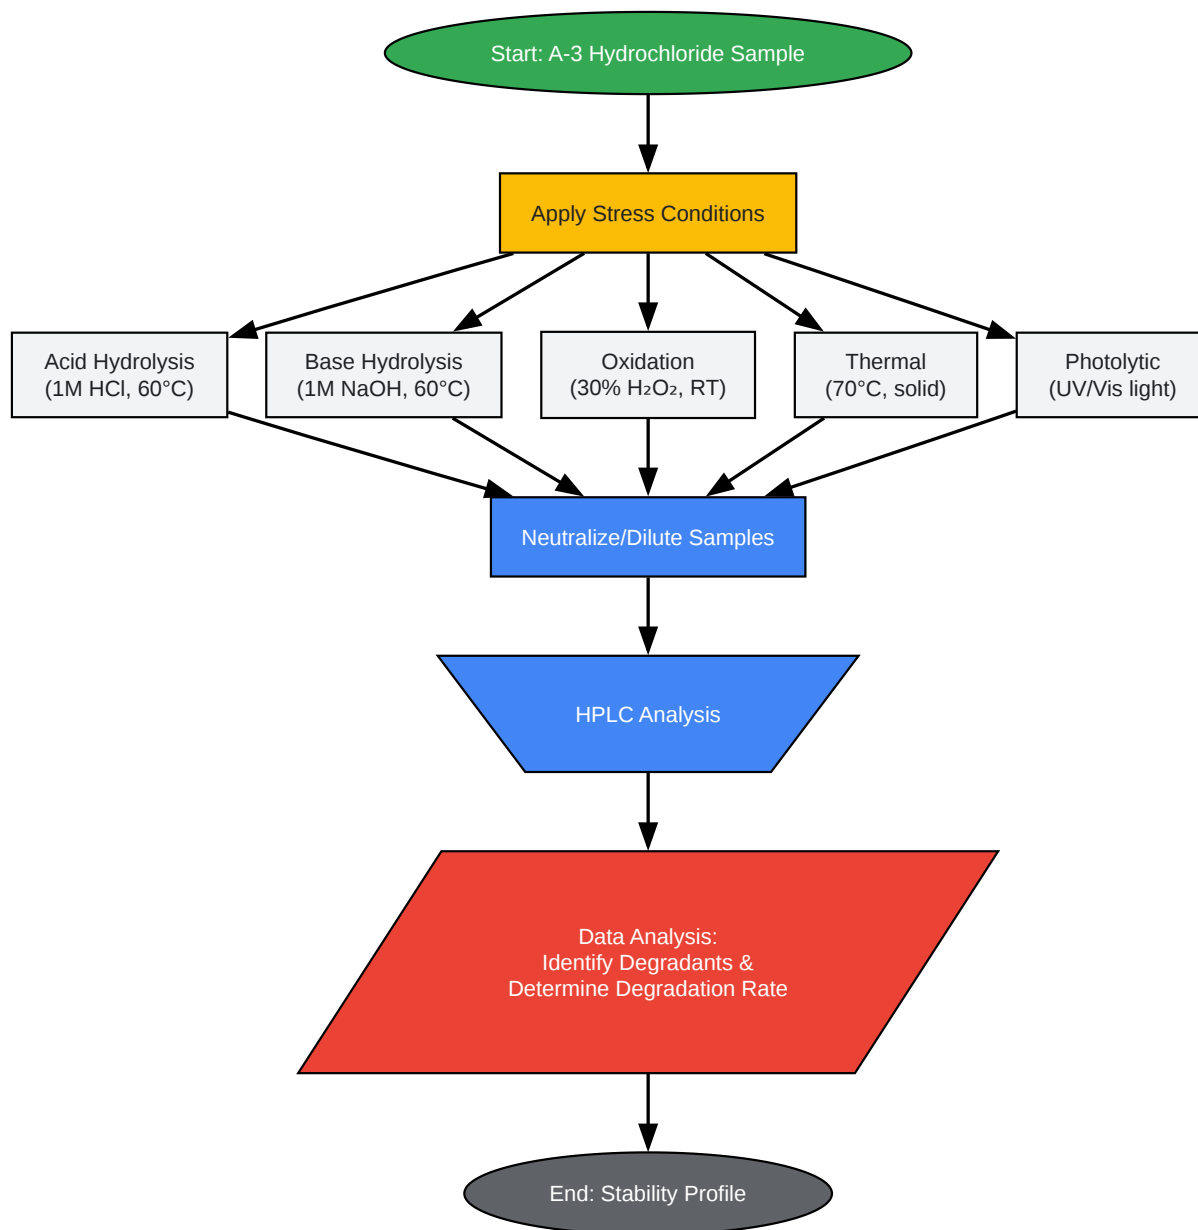 Start: A-3 Hydrochloride Sample
Apply Stress Conditions
Acid Hydrolysis
(1M HCl, 60°C)
Base Hydrolysis
(1M NaOH, 60°C)
Oxidation
(30% H₂O₂, RT)
Thermal
(70°C, solid)
Photolytic
(UV/Vis light)
Neutralize/Dilute Samples
HPLC Analysis
Data Analysis:
Identify Degradants &
Determine Degradation Rate
End: Stability Profile